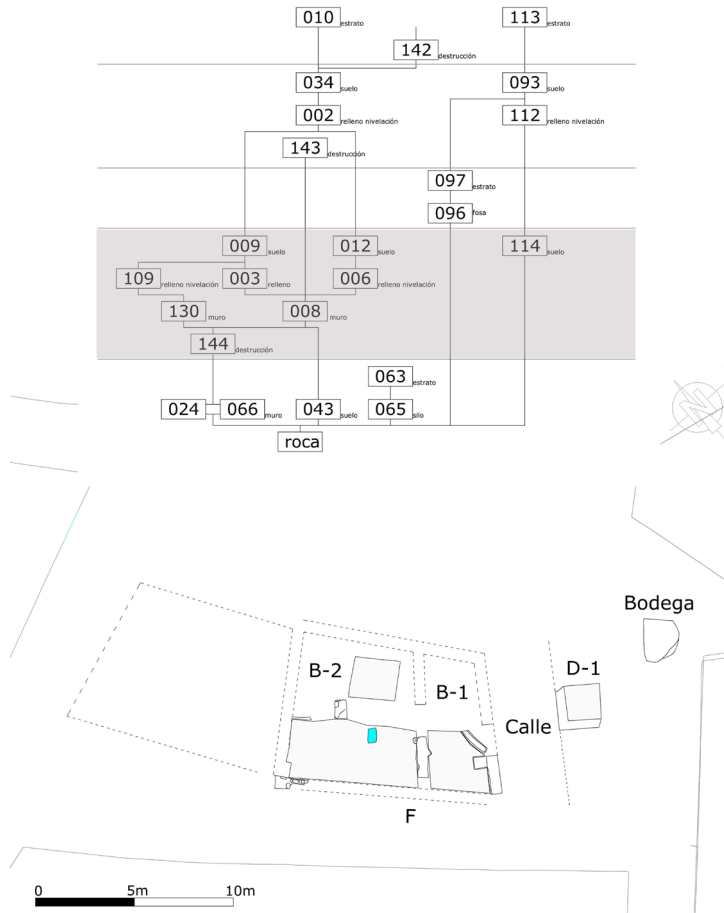 010 estrato 113 estrato
142 destrucción
034 suelo 093 suelo
002 relleno nivelación 112 relleno nivelación
143 destrucción
097 estrato
096 fosa
009 suelo 012 suelo 114 suelo
109 relleno nivelación 003 relleno 006 relleno nivelación
130 muro 008 muro
144 destrucción
063 estrato
024 066 muro 043 suelo 065 silo
roca
N
Bodega
B-2 D-1
B-1
Calle
F
0 5m 10m